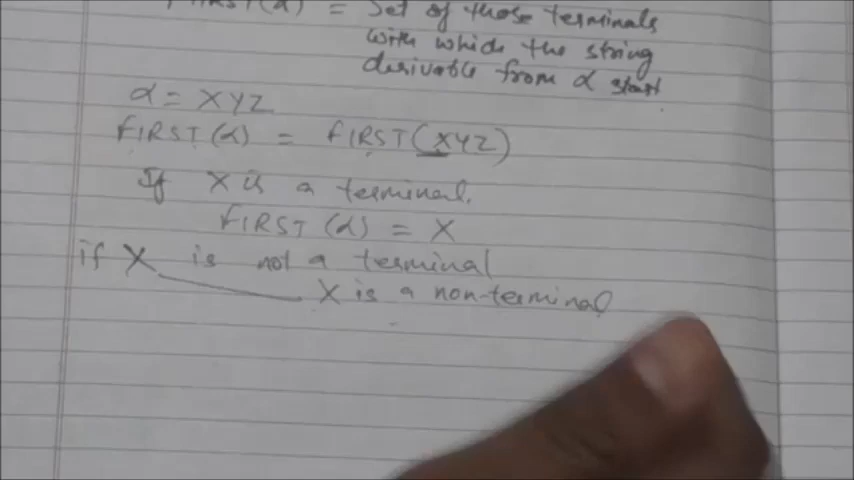 FIRST(α) = set of those terminals
with which the string
derivable from α start
α = XYZ
FIRST(α) = FIRST(XYZ)
If X is a terminal.
FIRST (α) = X
if X is not a terminal
X is a non-terminal